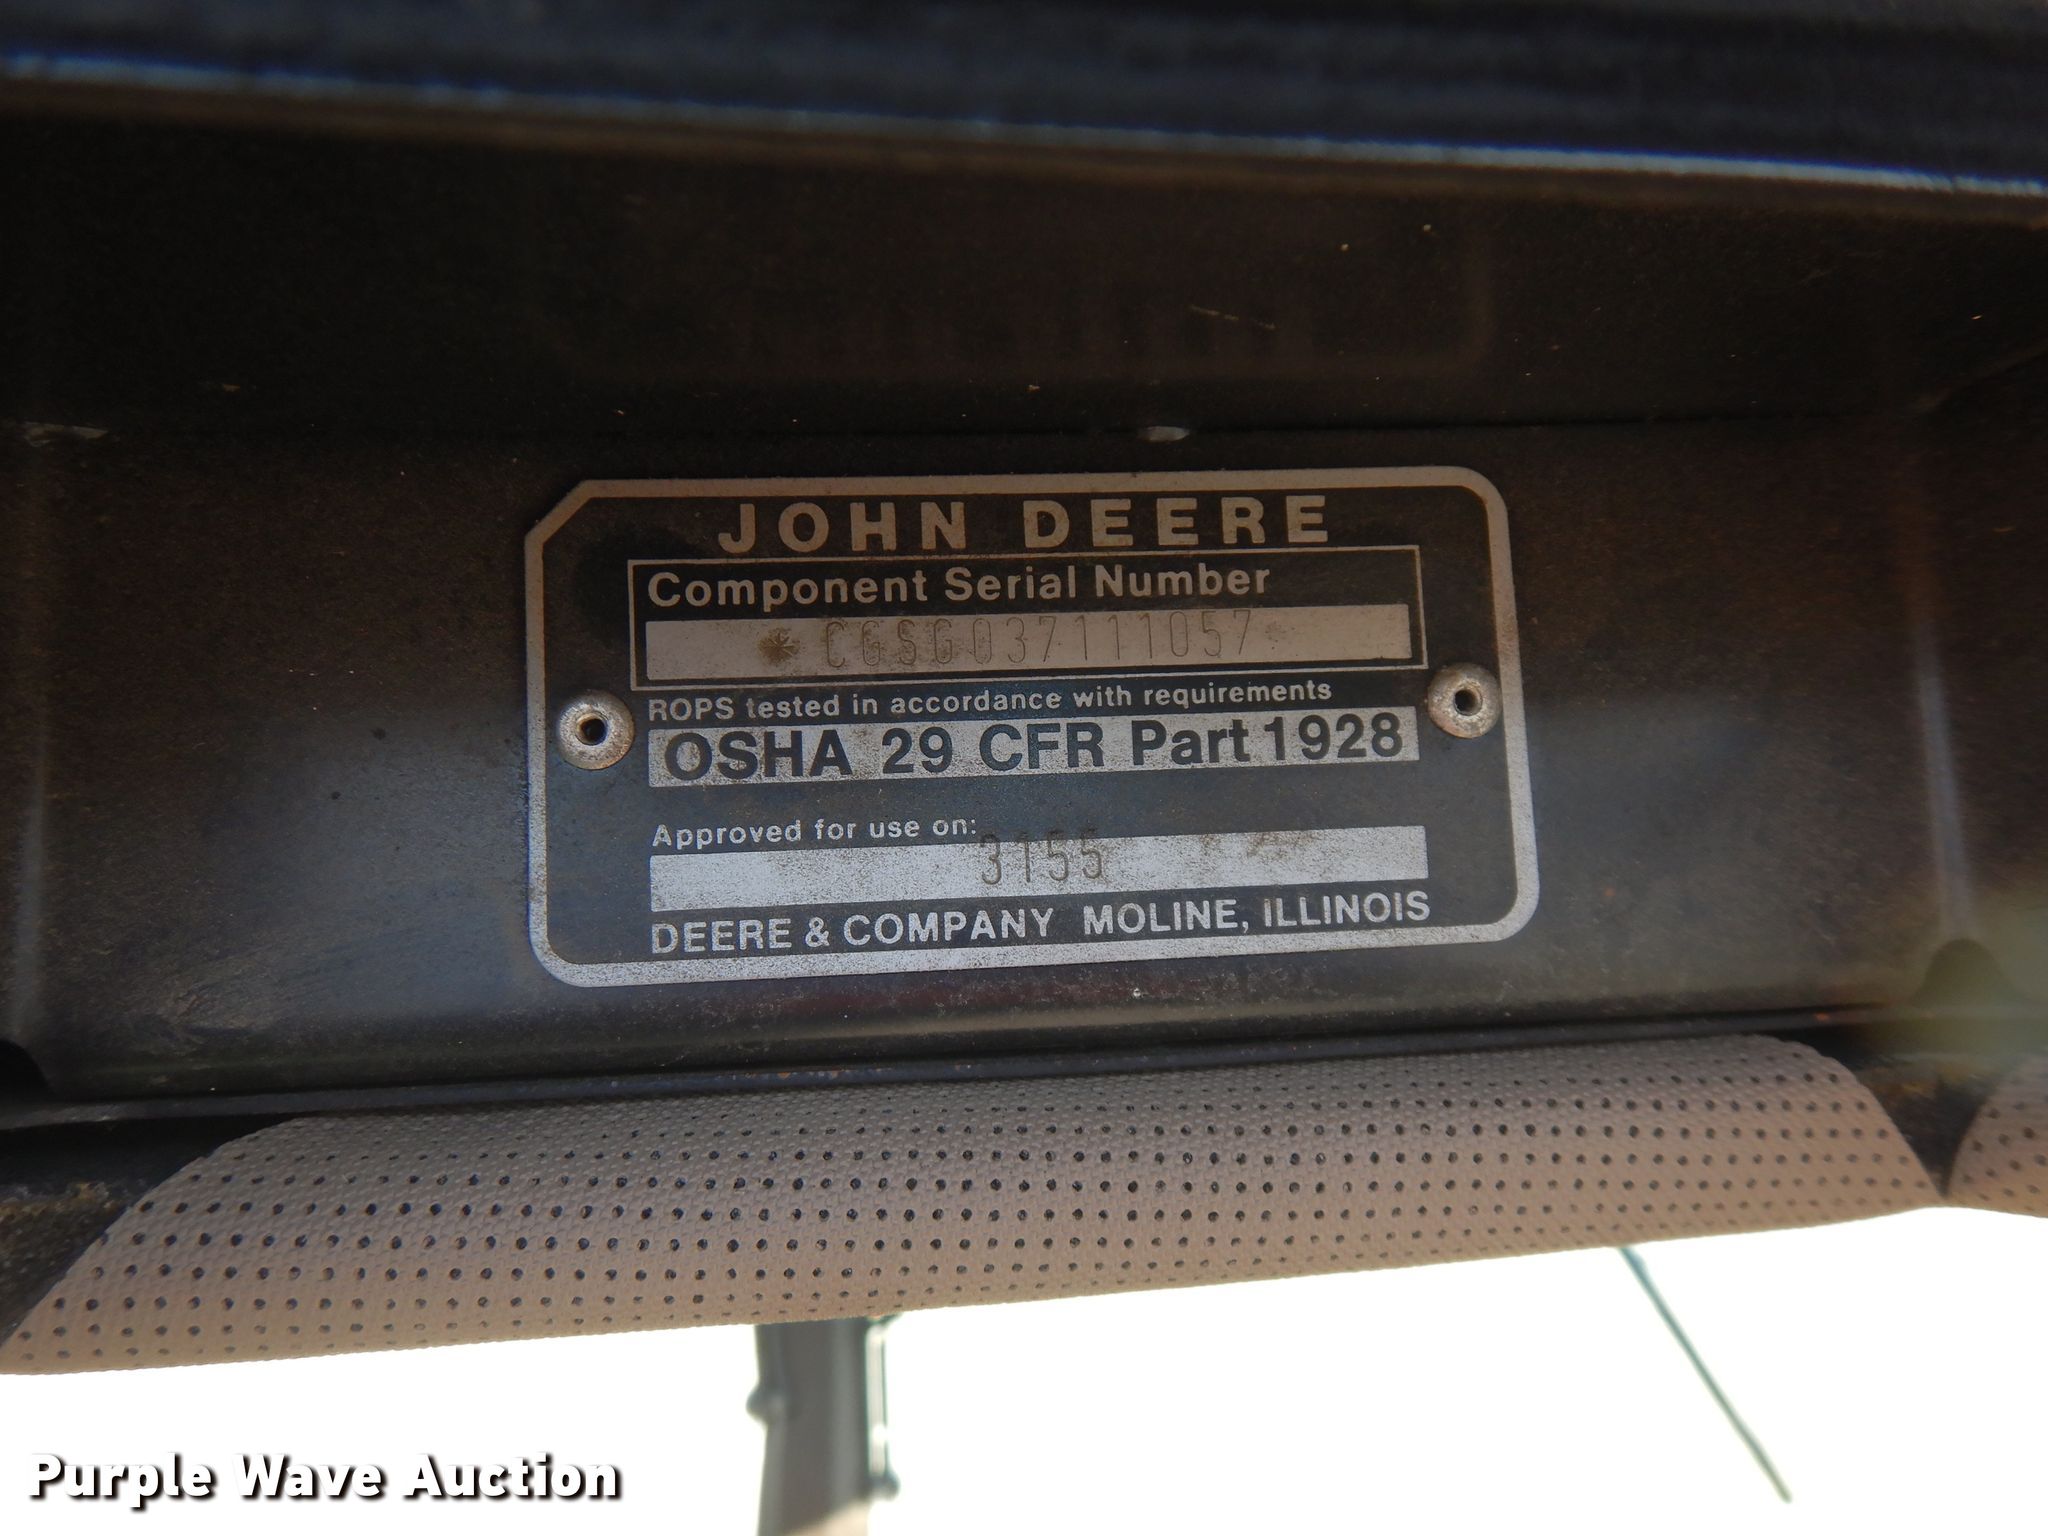 JOHN DEERE
Component Serial Number
* CGSG037111057
ROPS tested in accordance with requirements
OSHA 29 CFR Part 1928
Approved for use on:
3155
DEERE & COMPANY MOLINE, ILLINOIS
Purple Wave Auction